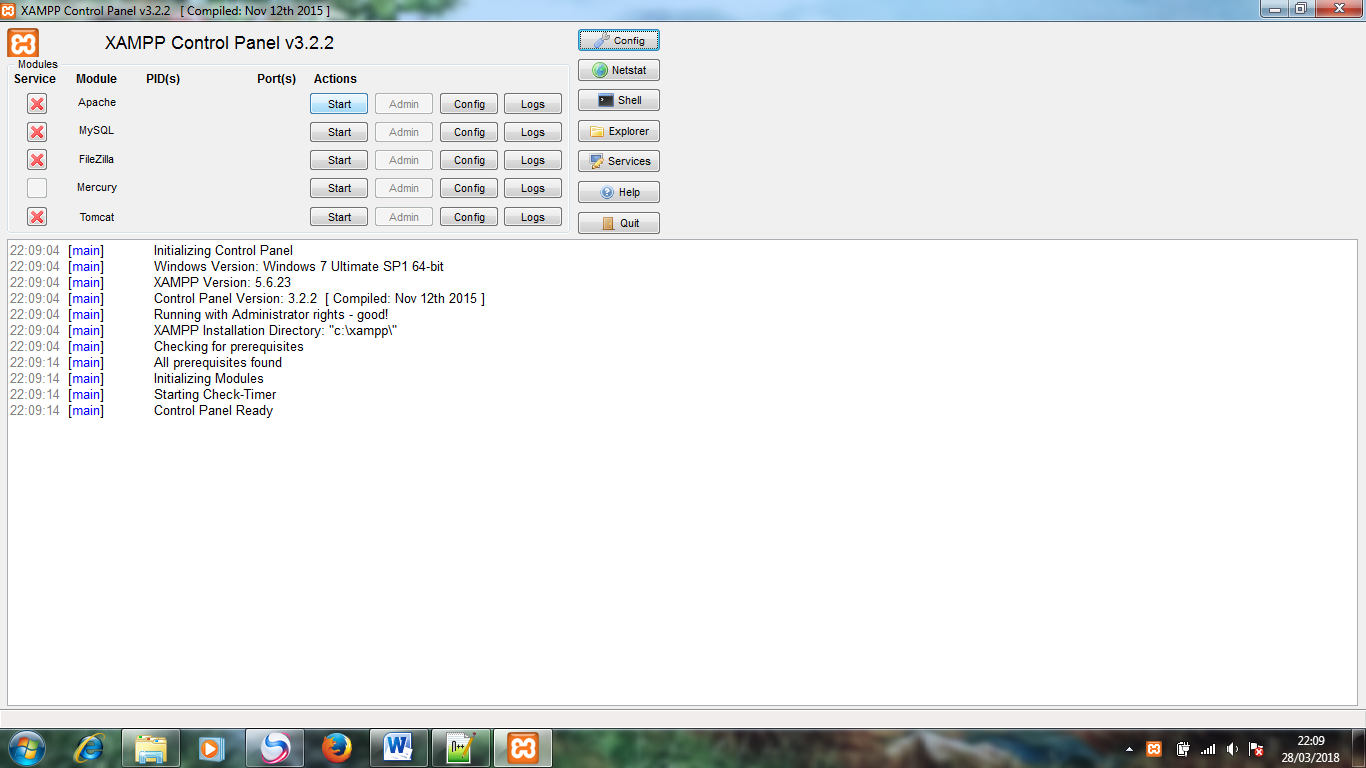 XAMPP Control Panel v3.2.2 [ Compiled: Nov 12th 2015 ]
XAMPP Control Panel v3.2.2
Config
Modules
Service Module PID(s) Port(s) Actions
Netstat
Apache Start Admin Config Logs
Shell
MySQL Start Admin Config Logs
Explorer
FileZilla Start Admin Config Logs
Services
Mercury Start Admin Config Logs
Help
Tomcat Start Admin Config Logs
Quit
22:09:04 [main] Initializing Control Panel
22:09:04 [main] Windows Version: Windows 7 Ultimate SP1 64-bit
22:09:04 [main] XAMPP Version: 5.6.23
22:09:04 [main] Control Panel Version: 3.2.2 [ Compiled: Nov 12th 2015 ]
22:09:04 [main] Running with Administrator rights - good!
22:09:04 [main] XAMPP Installation Directory: "c:\xampp\"
22:09:04 [main] Checking for prerequisites
22:09:14 [main] All prerequisites found
22:09:14 [main] Initializing Modules
22:09:14 [main] Starting Check-Timer
22:09:14 [main] Control Panel Ready
22:09
28/03/2018